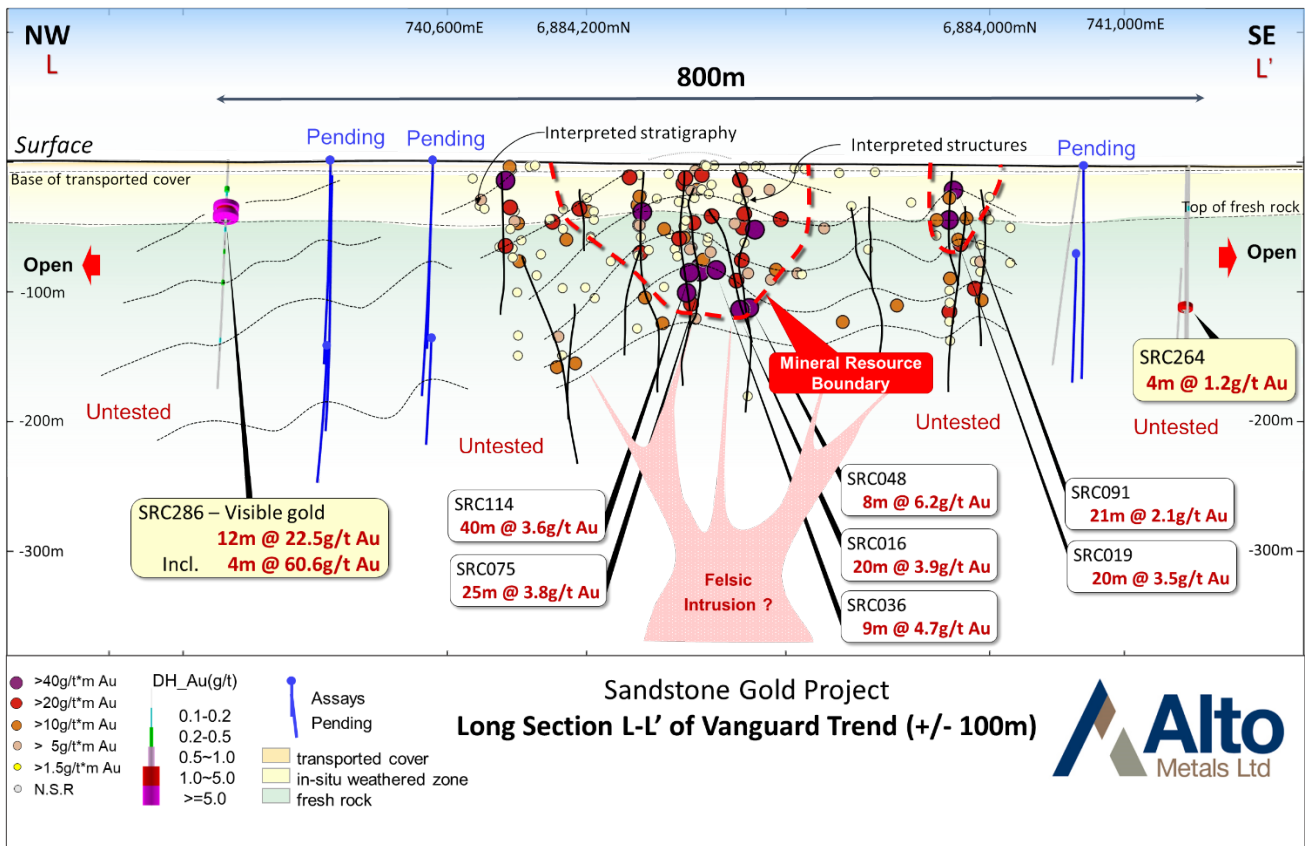 NW
L
740,600mE
6,884,200mN
6,884,000mN
741,000mE
SE
L'
800m
Surface
Pending
Pending
Interpreted stratigraphy
Interpreted structures
Pending
Base of transported cover
Top of fresh rock
Open
Open
-100m
-100m
Mineral Resource
Boundary
SRC264
4m @ 1.2g/t Au
Untested
-200m
Untested
Untested
Untested
-200m
SRC286 – Visible gold
12m @ 22.5g/t Au
Incl. 4m @ 60.6g/t Au
SRC114
40m @ 3.6g/t Au
SRC075
25m @ 3.8g/t Au
Felsic
Intrusion ?
SRC048
8m @ 6.2g/t Au
SRC016
20m @ 3.9g/t Au
SRC036
9m @ 4.7g/t Au
SRC091
21m @ 2.1g/t Au
SRC019
20m @ 3.5g/t Au
-300m
-300m
>40g/t*m Au
>20g/t*m Au
>10g/t*m Au
> 5g/t*m Au
>1.5g/t*m Au
N.S.R
DH_Au(g/t)
0.1-0.2
0.2-0.5
0.5~1.0
1.0~5.0
>=5.0
Assays
Pending
transported cover
in-situ weathered zone
fresh rock
Sandstone Gold Project
Long Section L-L' of Vanguard Trend (+/- 100m)
Alto
Metals Ltd